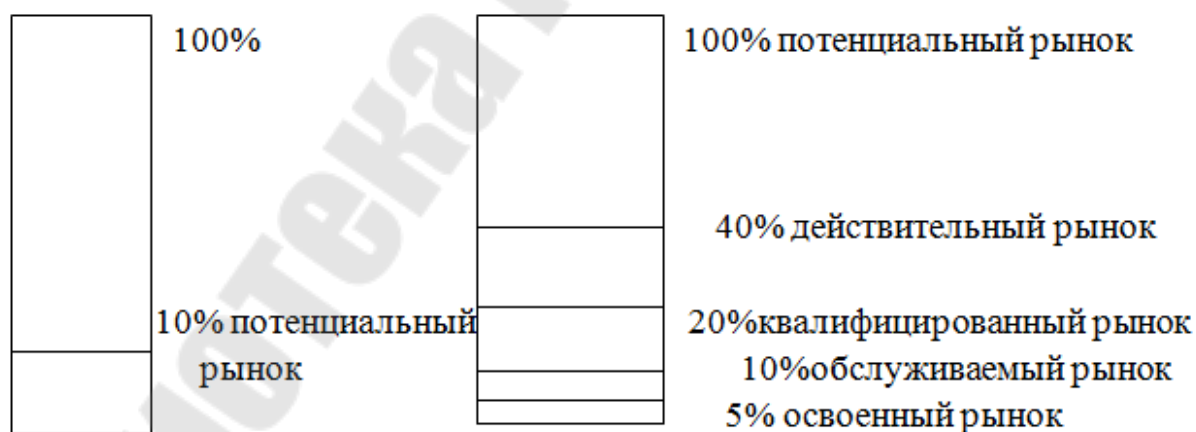 100%
10% потенциальный
рынок
100% потенциальный рынок
40% действительный рынок
20%квалифицированный рынок
10%обслуживаемый рынок
5% освоенный рынок